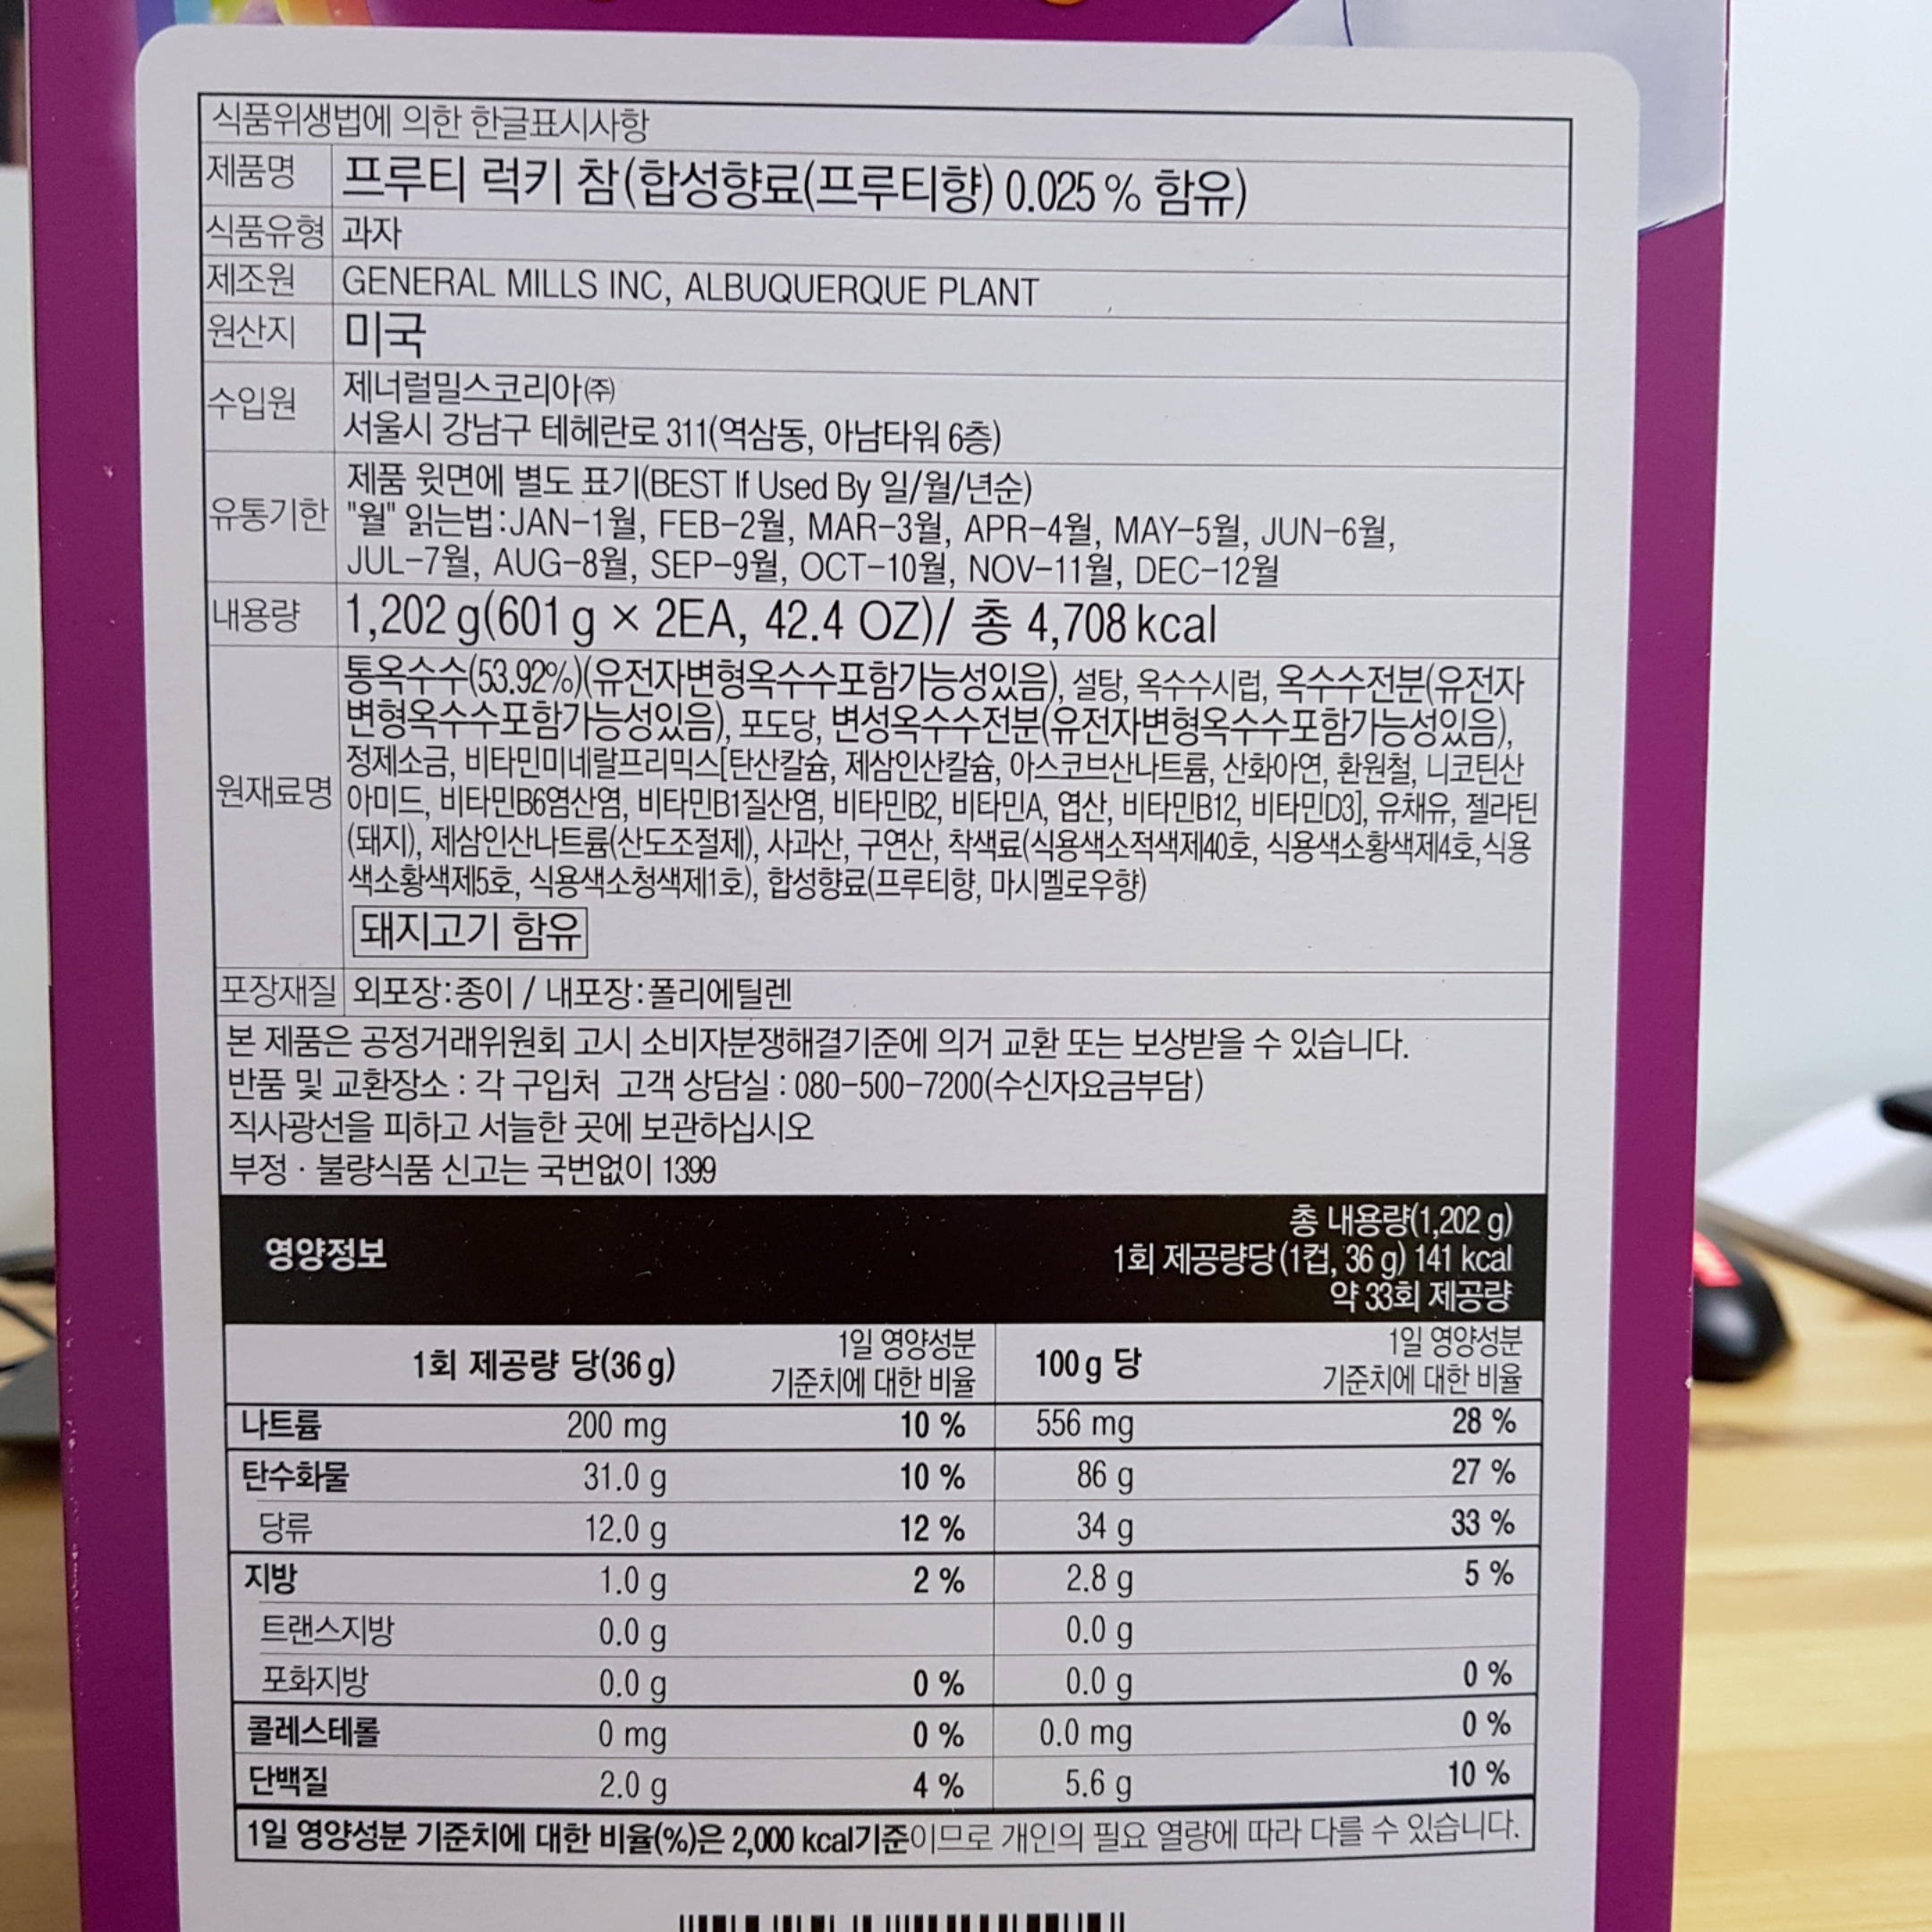 식품위생법에 의한 한글표시사항
제품명 프루티 럭키 참(합성향료(프루티향) 0.025 % 함유)
식품유형 과자
제조원 GENERAL MILLS INC, ALBUQUERQUE PLANT
원산지 미국
수입원 제너럴밀스코리아㈜
서울시 강남구 테헤란로 311(역삼동, 아남타워 6층)
유통기한 제품 윗면에 별도 표기(BEST If Used By 일/월/년순)
"월" 읽는법:JAN-1월, FEB-2월, MAR-3월, APR-4월, MAY-5월, JUN-6월,
JUL-7월, AUG-8월, SEP-9월, OCT-10월, NOV-11월, DEC-12월
내용량 1,202 g(601 g × 2EA, 42.4 OZ)/ 총 4,708 kcal
원재료명 통옥수수(53.92%)(유전자변형옥수수포함가능성있음), 설탕, 옥수수시럽, 옥수수전분(유전자
변형옥수수포함가능성있음), 포도당, 변성옥수수전분(유전자변형옥수수포함가능성있음),
정제소금, 비타민미네랄프리믹스[탄산칼슘, 제삼인산칼슘, 아스코브산나트륨, 산화아연, 환원철, 니코틴산
아미드, 비타민B6염산염, 비타민B1질산염, 비타민B2, 비타민A, 엽산, 비타민B12, 비타민D3], 유채유, 젤라틴
(돼지), 제삼인산나트륨(산도조절제), 사과산, 구연산, 착색료(식용색소적색제40호, 식용색소황색제4호,식용
색소황색제5호, 식용색소청색제1호), 합성향료(프루티향, 마시멜로우향)
돼지고기 함유
포장재질 외포장:종이 / 내포장:폴리에틸렌
본 제품은 공정거래위원회 고시 소비자분쟁해결기준에 의거 교환 또는 보상받을 수 있습니다.
반품 및 교환장소 : 각 구입처 고객 상담실 : 080-500-7200(수신자요금부담)
직사광선을 피하고 서늘한 곳에 보관하십시오
부정 · 불량식품 신고는 국번없이 1399
영양정보
총 내용량(1,202 g)
1회 제공량당(1컵, 36 g) 141 kcal
약 33회 제공량
1회 제공량 당(36 g) 1일 영양성분 기준치에 대한 비율 100 g 당 1일 영양성분 기준치에 대한 비율
나트륨 200 mg 10 % 556 mg 28 %
탄수화물 31.0 g 10 % 86 g 27 %
당류 12.0 g 12 % 34 g 33 %
지방 1.0 g 2 % 2.8 g 5 %
트랜스지방 0.0 g 0.0 g
포화지방 0.0 g 0 % 0.0 g 0 %
콜레스테롤 0 mg 0 % 0.0 mg 0 %
단백질 2.0 g 4 % 5.6 g 10 %
1일 영양성분 기준치에 대한 비율(%)은 2,000 kcal기준이므로 개인의 필요 열량에 따라 다를 수 있습니다.